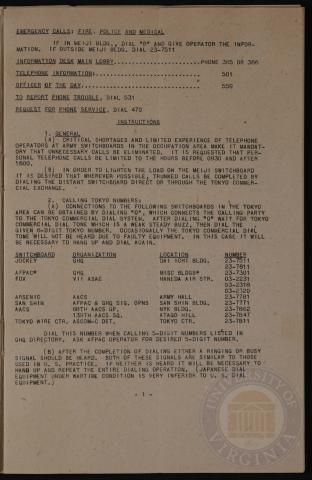 EMERGENCY CALLS: FIRE, POLICE AND MEDICAL
IF IN MEIJI BLDG., DIAL "0" AND GIVE OPERATOR THE INFOR-
MATION. IF OUTSIDE MEIJI BLDG. DIAL 23-7511
INFORMATION DESK MAIN LOBBY......................PHONE 365 OR 366
TELEPHONE INFORMATION:........................... 501
OFFICER OF THE DAY............................... 559
TO REPORT PHONE TROUBLE, DIAL 531
REQUEST FOR PHONE SERVICE, DIAL 470
INSTRUCTIONS
1. GENERAL
(A) CRITICAL SHORTAGES AND LIMITED EXPERIENCE OF TELEPHONE
OPERATORS AT ARMY SWITCHBOARDS IN THE OCCUPATION AREA MAKE IT MANDATO-
RY THAT UNNECESSARY CALLS BE ELIMINATED. IT IS REQUESTED THAT PER-
SONAL TELEPHONE CALLS BE LIMITED TO THE HOURS BEFORE 0930 AND AFTER
1600.
(B) IN ORDER TO LIGHTEN THE LOAD ON THE MEIJI SWITCHBOARD
IT IS DESIRED THAT WHEREVER POSSIBLE, TRUNKED CALLS BE COMPLETED BY
DIALING THE DISTANT SWITCHBOARD DIRECT OR THROUGH THE TOKYO COMMER-
CIAL EXCHANGE.
2. CALLING TOKYO NUMBERS:
(A) CONNECTIONS TO THE FOLLOWING SWITCHBOARDS IN THE TOKYO
AREA CAN BE OBTAINED BY DIALING "0", WHICH CONNECTS THE CALLING PARTY
TO THE TOKYO COMMERCIAL DIAL SYSTEM. AFTER DIALING "0" WAIT FOR TOKYO
COMMERCIAL DIAL TONE WHICH IS A WEAK STEADY BUZZ, THEN DIAL THE
GIVEN 6-DIGIT TOKYO NUMBER. OCCASIONALLY THE TOKYO COMMERCIAL DIAL
TONE WILL NOT BE HEARD DUE TO FAULTY EQUIPMENT. IN THIS CASE IT WILL
BE NECESSARY TO HANG UP AND DIAL AGAIN.
SWITCHBOARD ORGANIZATION LOCATION NUMBER
JOCKEY GHQ DAI ICHI BLDG. 23-7511
23-7811
AFPAC* GHQ MISC BLDGS* 23-7301
FOX VII ASAC HANEDA AIR STR. 03-2231
03-2318
03-2320
ARSENIC AACS ARMY HALL 23-7781
SAN SHIN AFPAC & GHQ SIG. OPNS SAN SHIN BLDG. 23-7771
AACS 68TH AACS GP. NYK BLDG. 23-7862
133TH AACS SQ. ATAGO HILL 23-7847
TOKYO WIRE CTR. ASCOM-C DET. TOKYO CTR. 23-7811
DIAL THIS NUMBER WHEN CALLING 5-DIGIT NUMBERS LISTED IN
GHQ DIRECTORY. ASK AFPAC OPERATOR FOR DESIRED 5-DIGIT NUMBER.
(B) AFTER THE COMPLETION OF DIALING EITHER A RINGING OR BUSY
SIGNAL SHOULD BE HEARD. BOTH OF THESE SIGNALS ARE SIMILAR TO THOSE
USED IN U. S. PRACTICE. IF NEITHER IS HEARD IT WILL BE NECESSARY TO
HANG UP AND REPEAT THE ENTIRE DIALING OPERATION. (JAPANESE DIAL
EQUIPMENT UNDER WARTIME CONDITION IS VERY INFERIOR TO U. S. DIAL
EQUIPMENT.)
- 1 -
UNIVERSITY OF
VIRGINIA